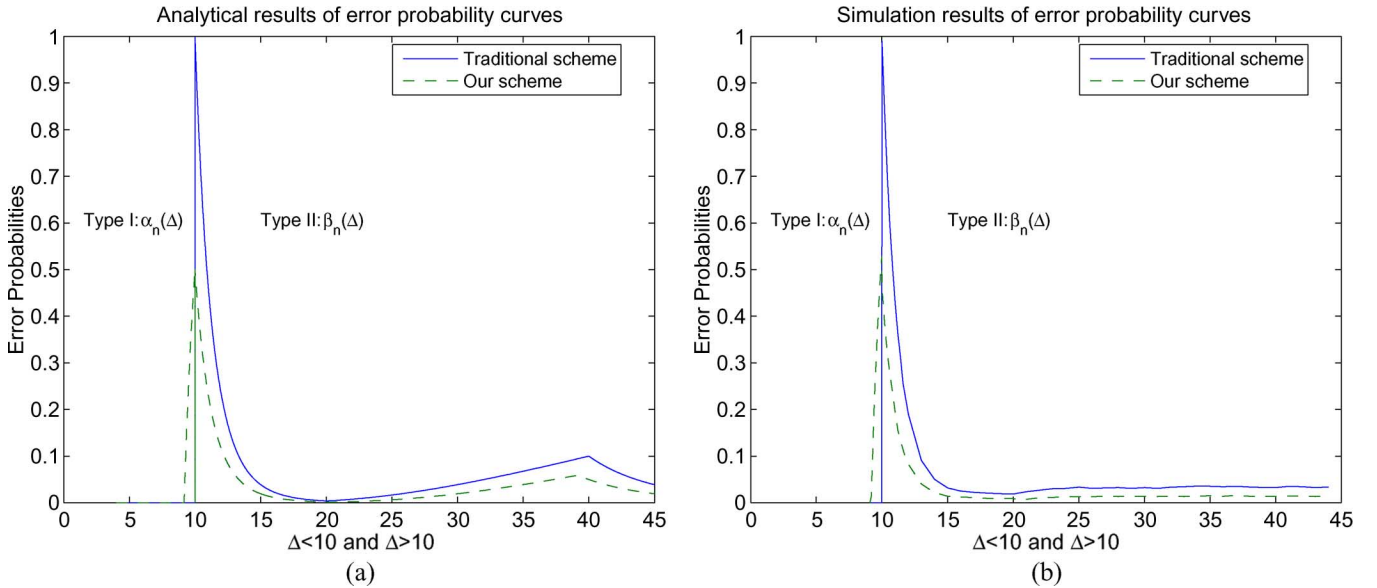 Analytical results of error probability curves
1
0.9
0.8
0.7
0.6
0.5
0.4
0.3
0.2
0.1
0
Error Probabilities
Traditional scheme
Our scheme
Type I: αn(Δ)
Type II: βn(Δ)
0 5 10 15 20 25 30 35 40 45
Δ<10 and Δ>10
(a)
Simulation results of error probability curves
1
0.9
0.8
0.7
0.6
0.5
0.4
0.3
0.2
0.1
0
Error Probabilities
Traditional scheme
Our scheme
Type I: αn(Δ)
Type II: βn(Δ)
0 5 10 15 20 25 30 35 40 45
Δ<10 and Δ>10
(b)